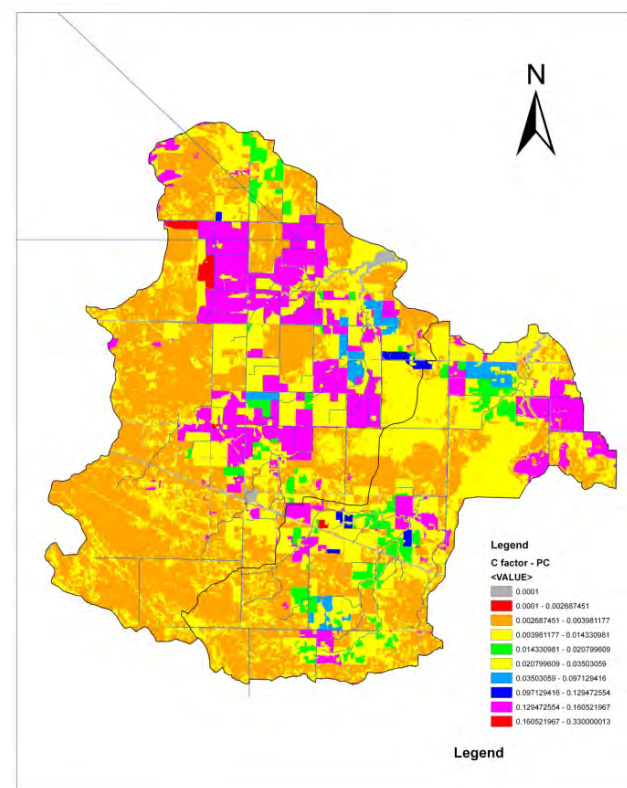 N
Legend
C factor - PC
<VALUE>
0.0001
0.0001 - 0.002687451
0.002687451 - 0.003981177
0.003981177 - 0.014330981
0.014330981 - 0.020799609
0.020799609 - 0.03503059
0.03503059 - 0.097129416
0.097129416 - 0.129472554
0.129472554 - 0.160521967
0.160521967 - 0.330000013
Legend